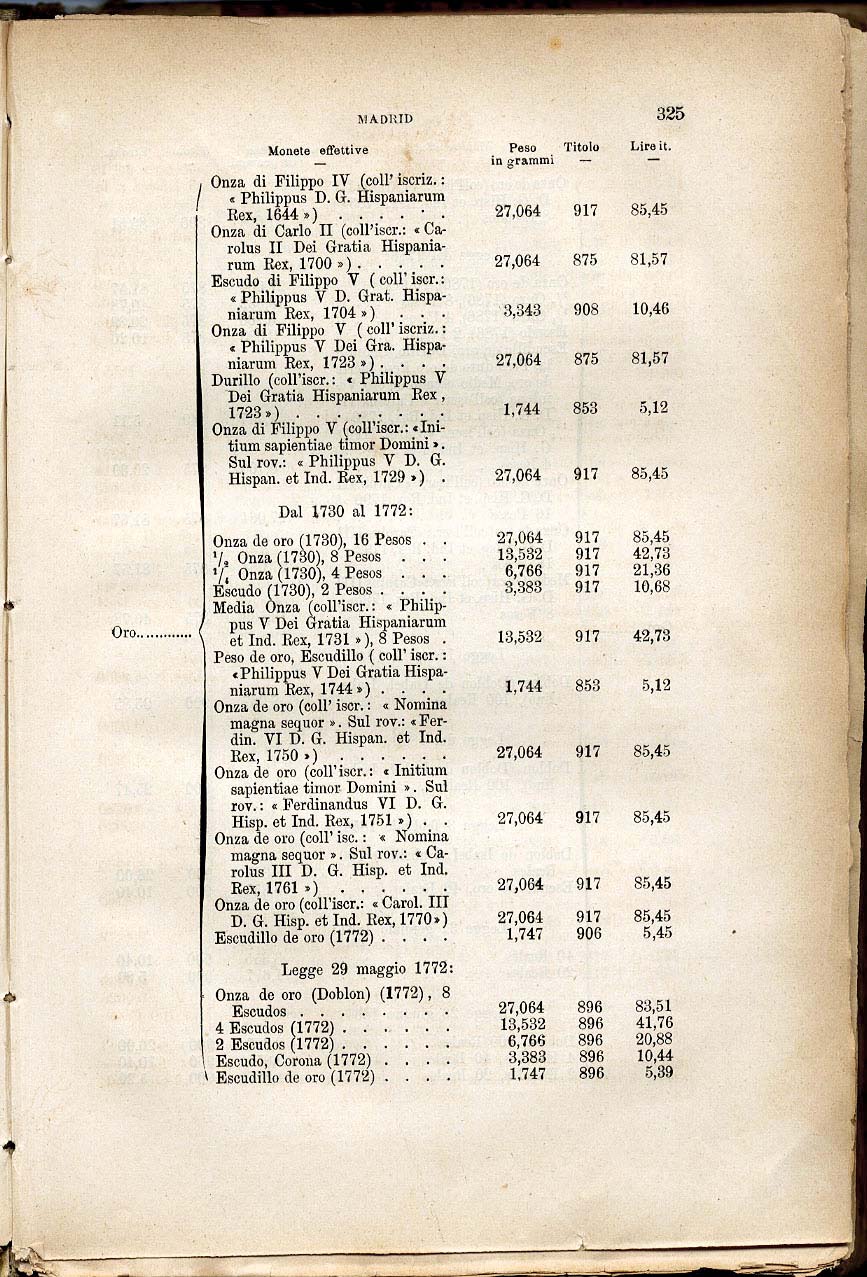 MADRID 325
Monete effettive Peso in grammi Titolo Lire it.
Onza di Filippo IV (coll' iscriz.:
« Philippus D. G. Hispaniarum
Rex, 1644 ») . . . . . . 27,064 917 85,45
Onza di Carlo II (coll'iscr.: « Ca-
rolus II Dei Gratia Hispania-
rum Rex, 1700 ») . . . . . 27,064 875 81,57
Escudo di Filippo V (coll' iscr.:
« Philippus V D. Grat. Hispa-
niarum Rex, 1704 ») . . . 3,343 908 10,46
Onza di Filippo V (coll' iscriz.:
« Philippus V Dei Gra. Hispa-
niarum Rex, 1723 ») . . . . 27,064 875 81,57
Durillo (coll'iscr.: « Philippus V
Dei Gratia Hispaniarum Rex,
1723 ») . . . . . . . . 1,744 853 5,12
Onza di Filippo V (coll'iscr.: «Ini-
tium sapientiae timor Domini ».
Sul rov.: « Philippus V D. G.
Hispan. et Ind. Rex, 1729 ») . 27,064 917 85,45
Dal 1730 al 1772:
Onza de oro (1730), 16 Pesos . . 27,064 917 85,45
1/2 Onza (1730), 8 Pesos . . . 13,532 917 42,73
1/4 Onza (1730), 4 Pesos . . . 6,766 917 21,36
Escudo (1730), 2 Pesos . . . . 3,383 917 10,68
Media Onza (coll'iscr.: « Philip-
pus V Dei Gratia Hispaniarum
Oro............ et Ind. Rex, 1731 »), 8 Pesos . 13,532 917 42,73
Peso de oro, Escudillo (coll' iscr.:
«Philippus V Dei Gratia Hispa-
niarum Rex, 1744 ») . . . . 1,744 853 5,12
Onza de oro (coll' iscr.: « Nomina
magna sequor ». Sul rov.: «Fer-
din. VI D. G. Hispan. et Ind.
Rex, 1750 ») . . . . . . 27,064 917 85,45
Onza de oro (coll'iscr.: « Initium
sapientiae timor Domini ». Sul
rov.: « Ferdinandus VI D. G.
Hisp. et Ind. Rex, 1751 ») . . 27,064 917 85,45
Onza de oro (coll' isc.: « Nomina
magna sequor ». Sul rov.: « Ca-
rolus III D. G. Hisp. et Ind.
Rex, 1761 ») . . . . . . 27,064 917 85,45
Onza de oro (coll'iscr.: «Carol. III
D. G. Hisp. et Ind. Rex, 1770») 27,064 917 85,45
Escudillo de oro (1772) . . . . 1,747 906 5,45
Legge 29 maggio 1772:
Onza de oro (Doblon) (1772), 8
Escudos . . . . . . . . 27,064 896 83,51
4 Escudos (1772) . . . . . . 13,532 896 41,76
2 Escudos (1772) . . . . . . 6,766 896 20,88
Escudo, Corona (1772) . . . . 3,383 896 10,44
Escudillo de oro (1772) . . . . 1,747 896 5,39